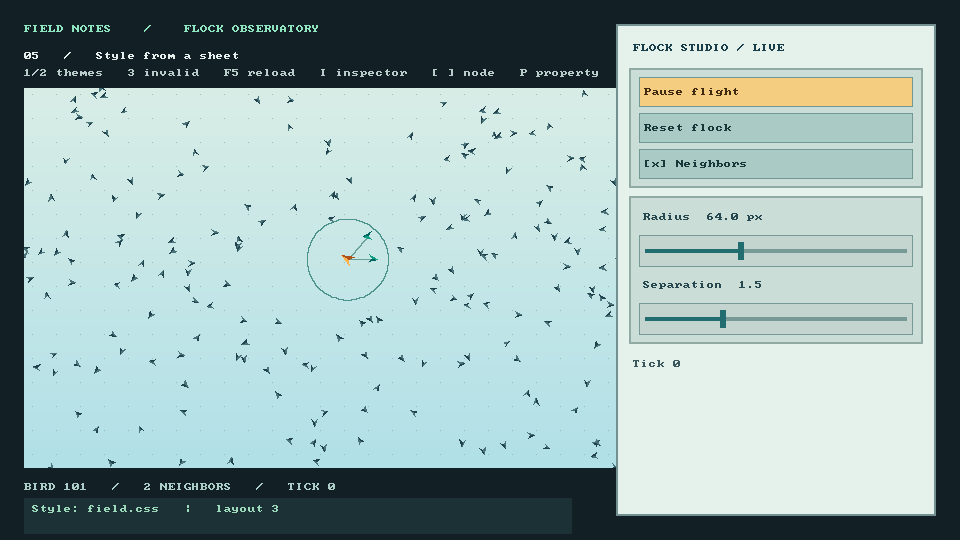 FIELD NOTES / FLOCK OBSERVATORY
05 / Style from a sheet
1/2 themes 3 invalid F5 reload I inspector [ ] node P property
FLOCK STUDIO / LIVE
Pause flight
Reset flock
[x] Neighbors
Radius 64.0 px
Separation 1.5
Tick 0
BIRD 101 / 2 NEIGHBORS / TICK 0
Style: field.css ¦ layout 3